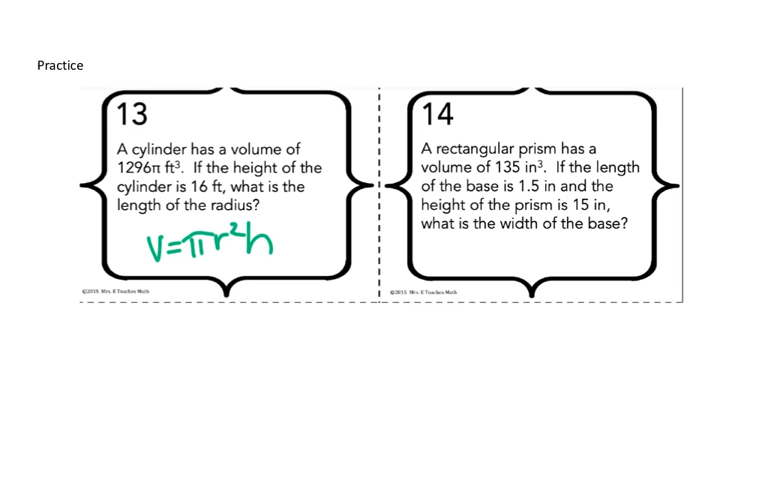 Practice
13
A cylinder has a volume of
1296π ft³. If the height of the
cylinder is 16 ft, what is the
length of the radius?
V=πr²h
©2015 Mrs. E Teaches Math
14
A rectangular prism has a
volume of 135 in³. If the length
of the base is 1.5 in and the
height of the prism is 15 in,
what is the width of the base?
©2015 Mrs. E Teaches Math